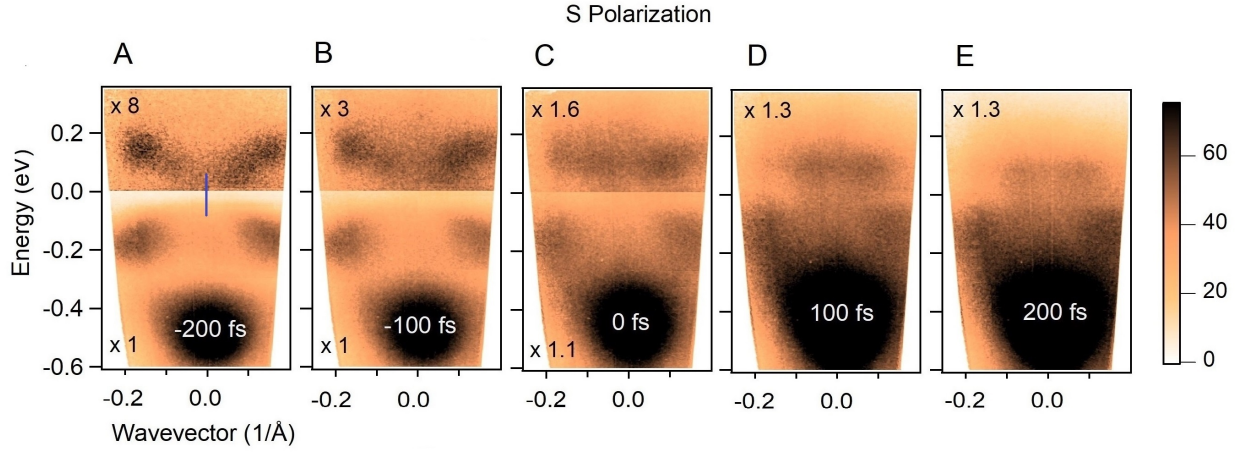 S Polarization
A B C D E
x 8 x 3 x 1.6 x 1.3 x 1.3
0.2
0.0
-0.2
-0.4
-0.6
Energy (eV)
-200 fs -100 fs 0 fs 100 fs 200 fs
x 1 x 1 x 1.1
60
40
20
0
-0.2 0.0 -0.2 0.0 -0.2 0.0 -0.2 0.0 -0.2 0.0
Wavevector (1/Å)